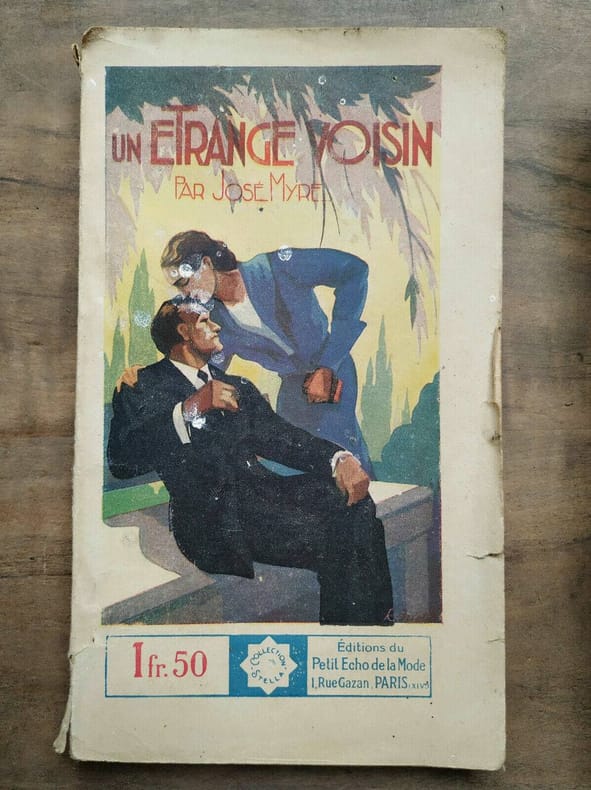 UN ETRANGE VOISIN
PAR JOSÉ MYRE
1 fr. 50
COLLECTION
STELLA
Éditions du
Petit Echo de la Mode
1, Rue Gazan, PARIS (XIVe)